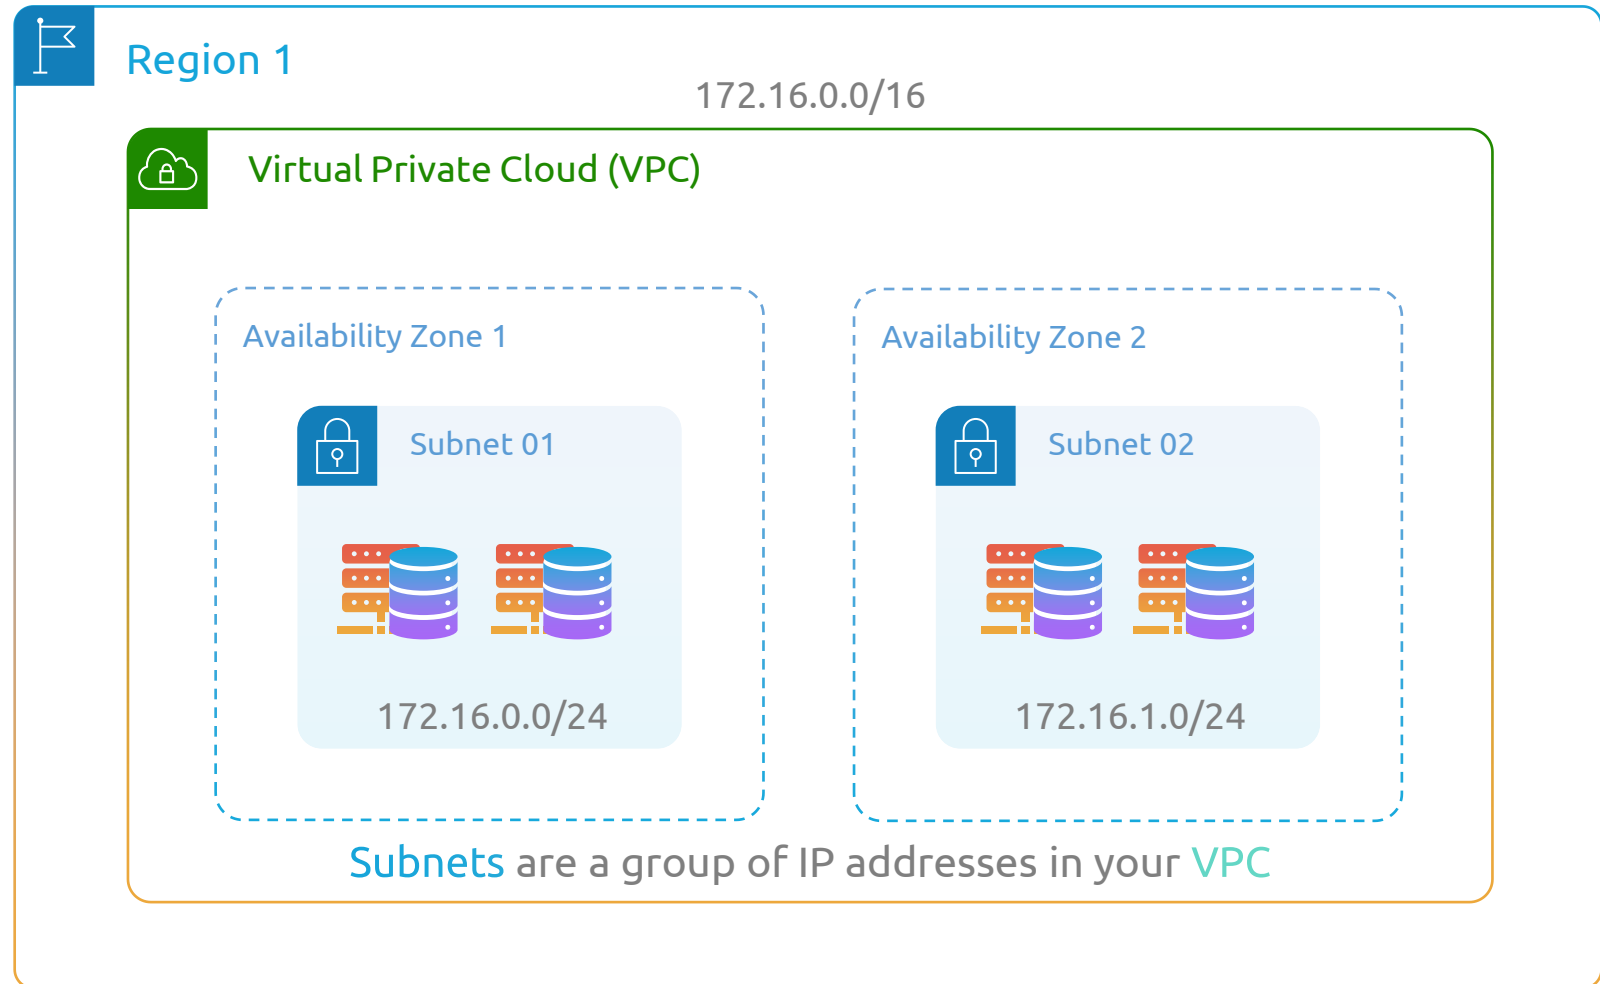 Region 1
172.16.0.0/16
Virtual Private Cloud (VPC)
Availability Zone 1
Availability Zone 2
Subnet 01
Subnet 02
172.16.0.0/24
172.16.1.0/24
Subnets are a group of IP addresses in your VPC